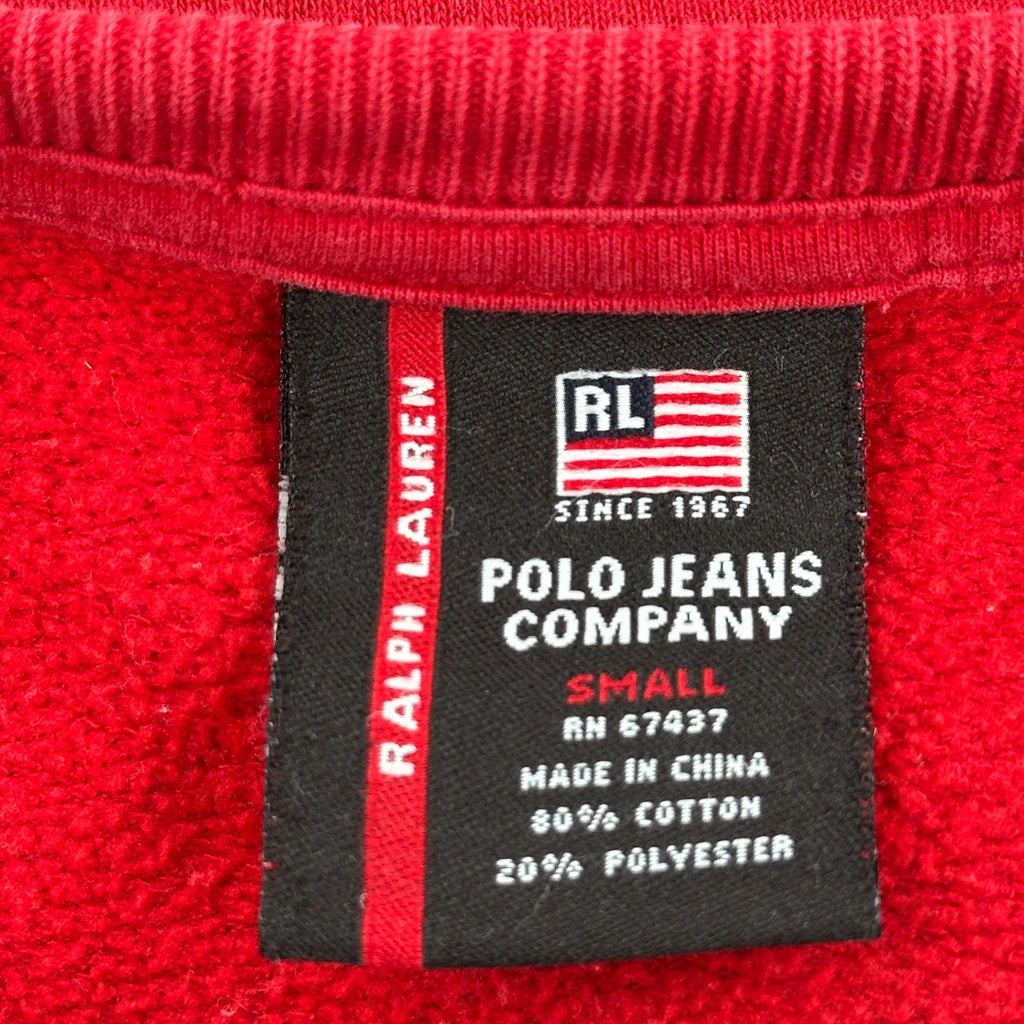 RALPH LAUREN
RL
SINCE 1967
POLO JEANS
COMPANY
SMALL
RN 67437
MADE IN CHINA
80% COTTON
20% POLYESTER